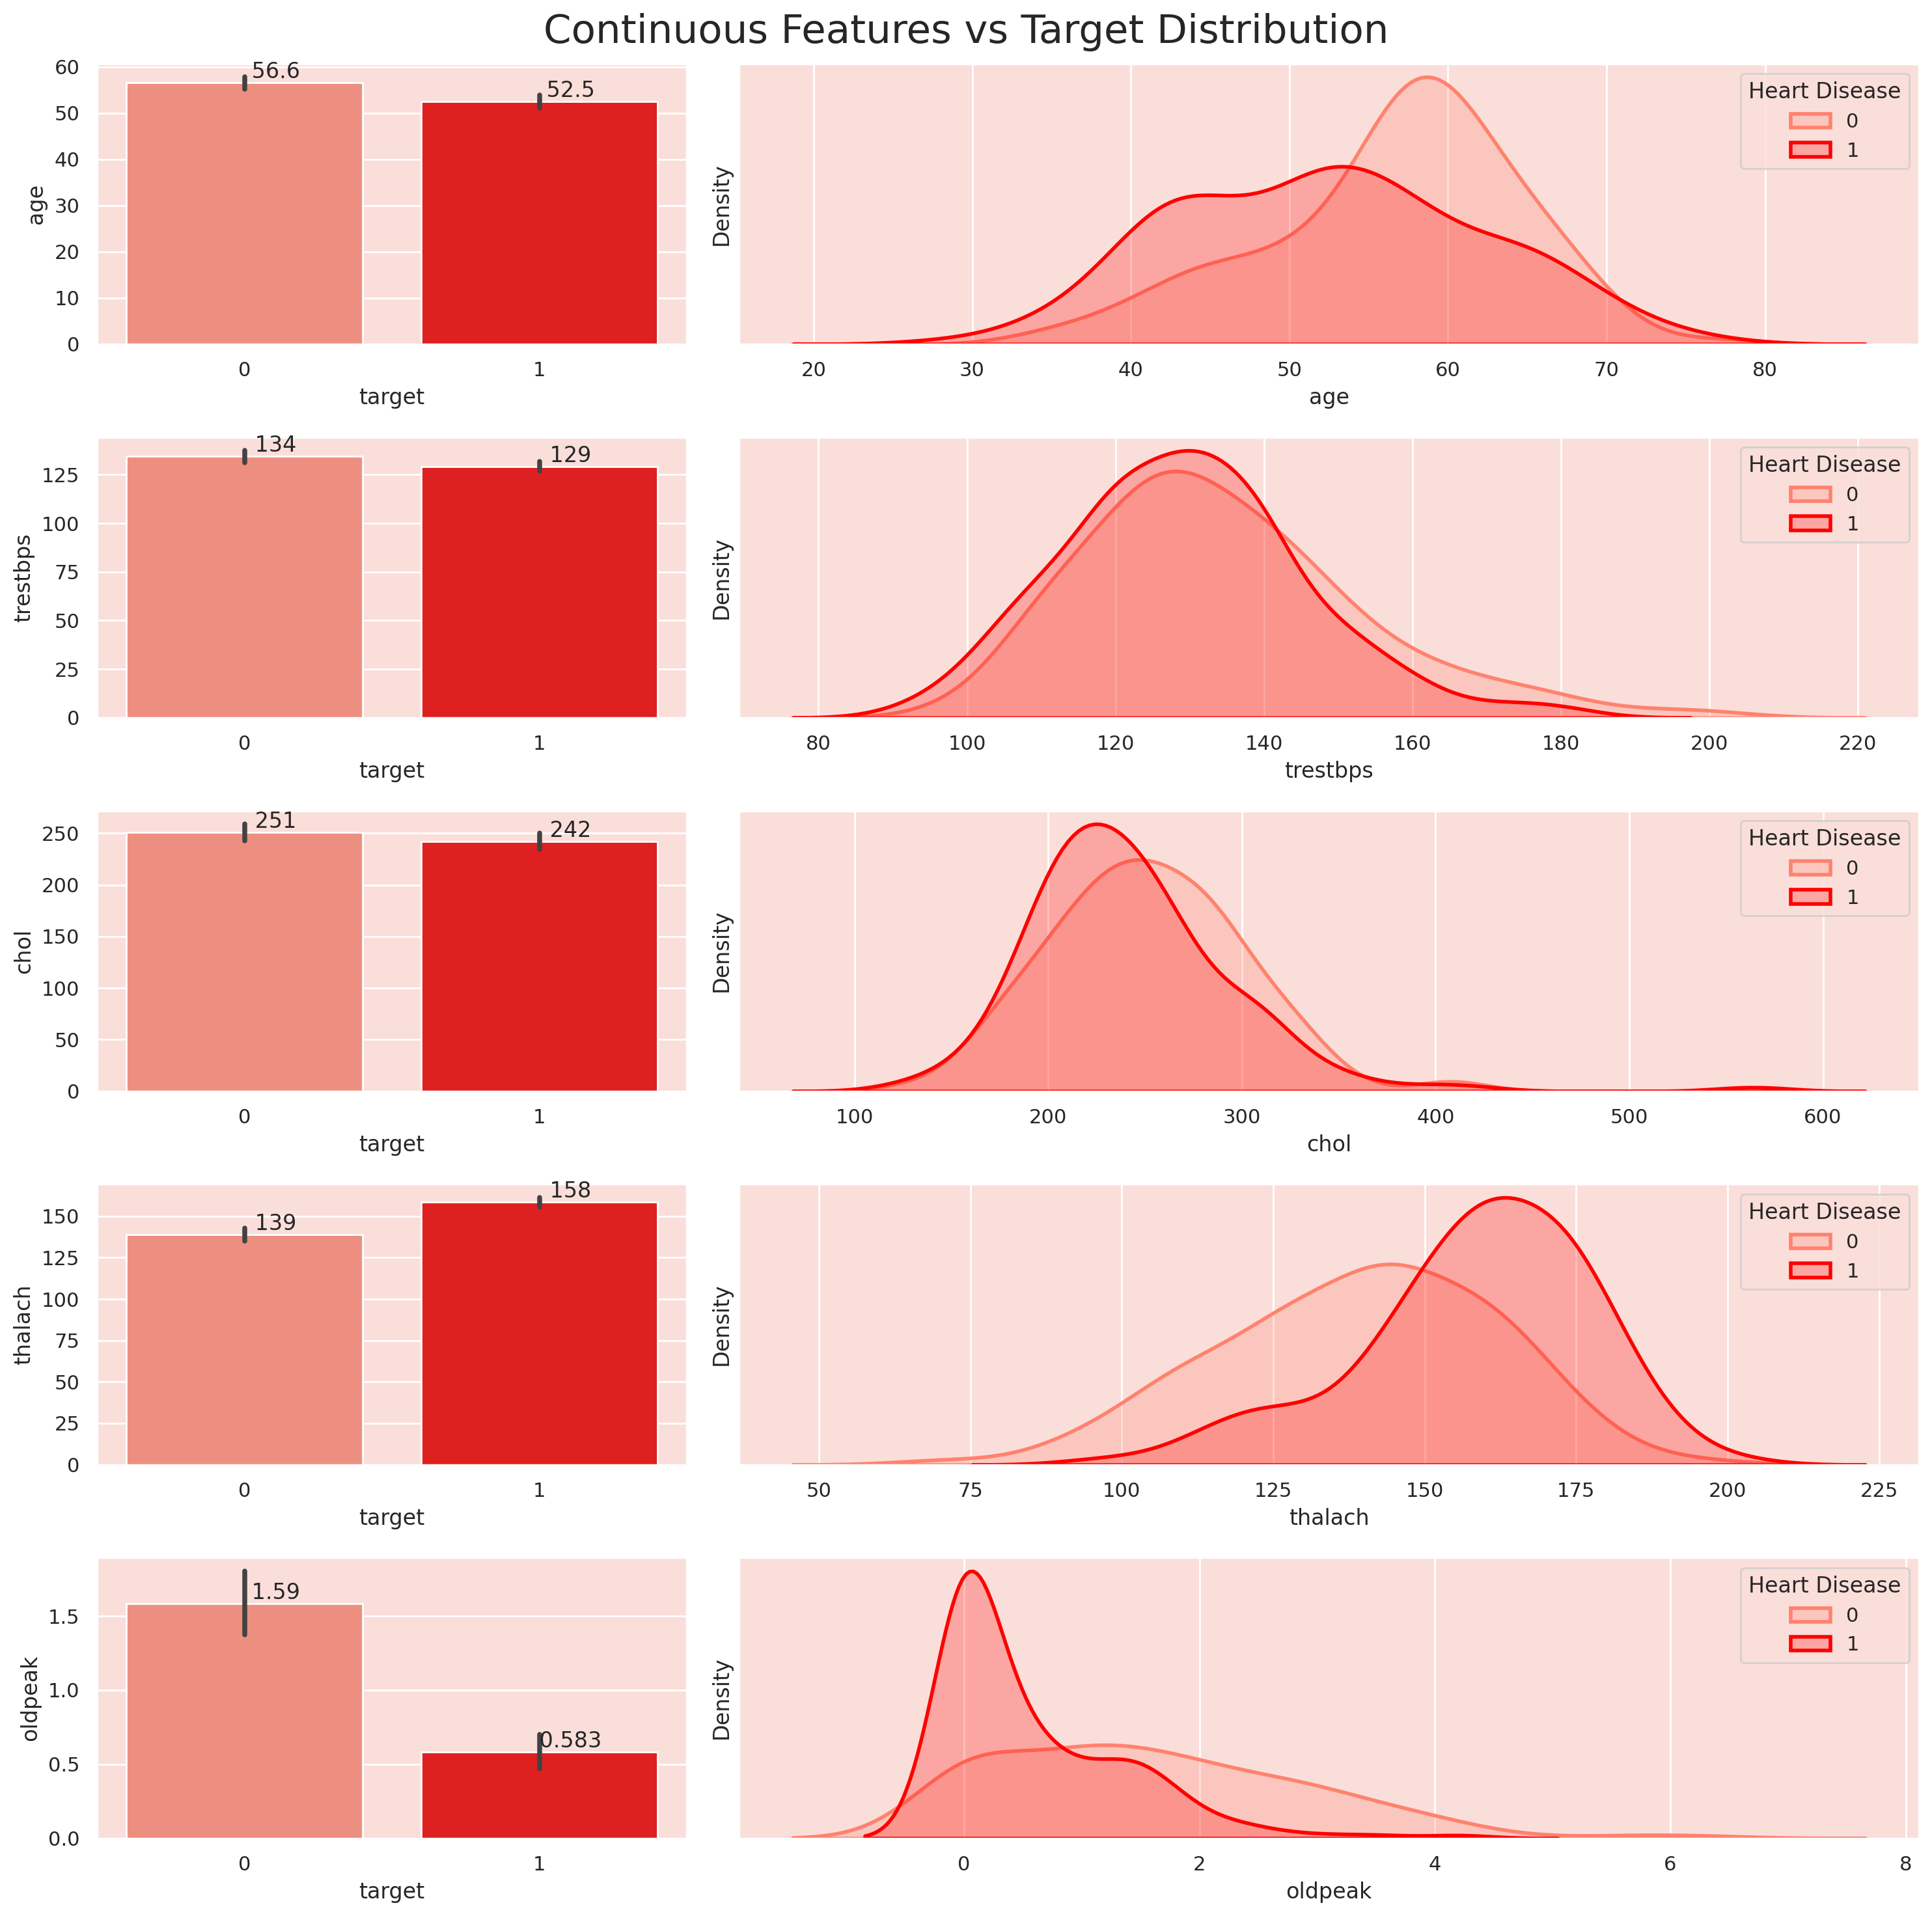 Continuous Features vs Target Distribution
60
50
40
30
20
10
0
age
56.6
52.5
0 1
target
Density
Heart Disease
0
1
20 30 40 50 60 70 80
age
125
100
75
50
25
0
trestbps
134
129
0 1
target
Density
Heart Disease
0
1
80 100 120 140 160 180 200 220
trestbps
250
200
150
100
50
0
chol
251
242
0 1
target
Density
Heart Disease
0
1
100 200 300 400 500 600
chol
150
125
100
75
50
25
0
thalach
139
158
0 1
target
Density
Heart Disease
0
1
50 75 100 125 150 175 200 225
thalach
1.5
1.0
0.5
0.0
oldpeak
1.59
0.583
0 1
target
Density
Heart Disease
0
1
0 2 4 6 8
oldpeak